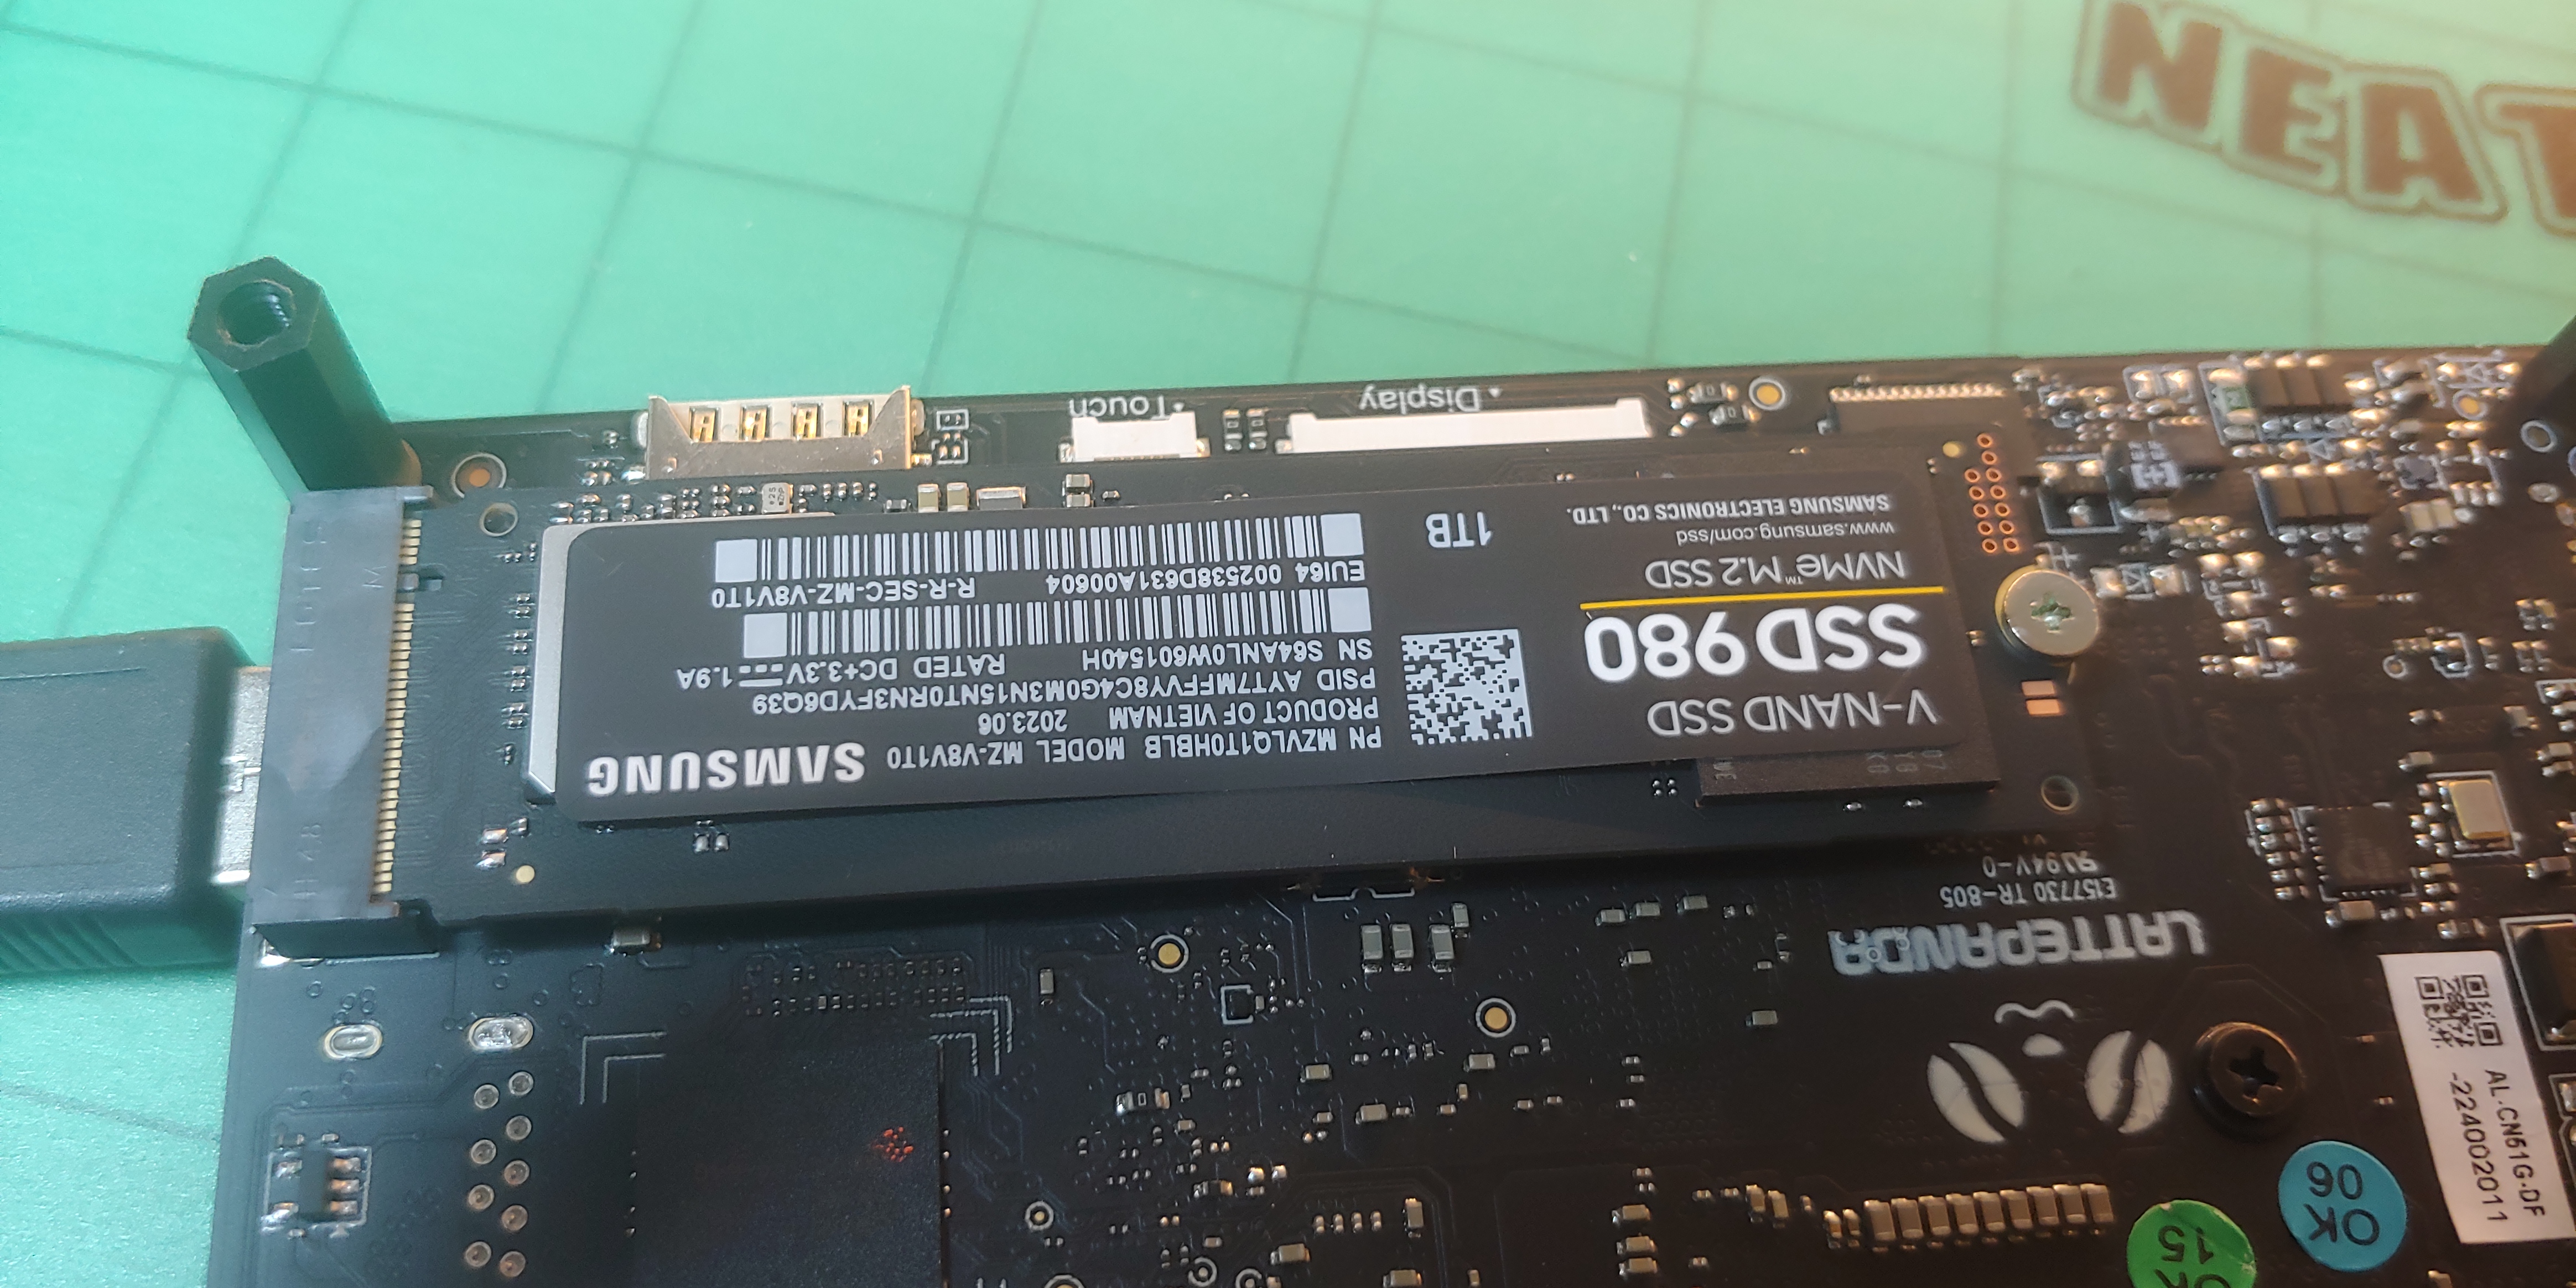 NEAT
Touch
Display
SAMSUNG
PN MZVLQ1T0HBLB MODEL MZ-V8V1T0
PRODUCT OF VIETNAM 2023.06
PSID AYT7MFFVY8C4G0M3N15NT0RN3FYD6Q39
SN S64ANL0W601540H RATED DC+3.3V 1.9A
EUI64 002538D631A00604 R-R-SEC-MZ-V8V1T0
V-NAND SSD
SSD 980
NVMe™ M.2 SSD
www.samsung.com/ssd
SAMSUNG ELECTRONICS CO., LTD.
1TB
LATTEPANDA
E157730 TR-805
94V-0
AL-CN51G-DF
-224002011
OK
06
OK
15